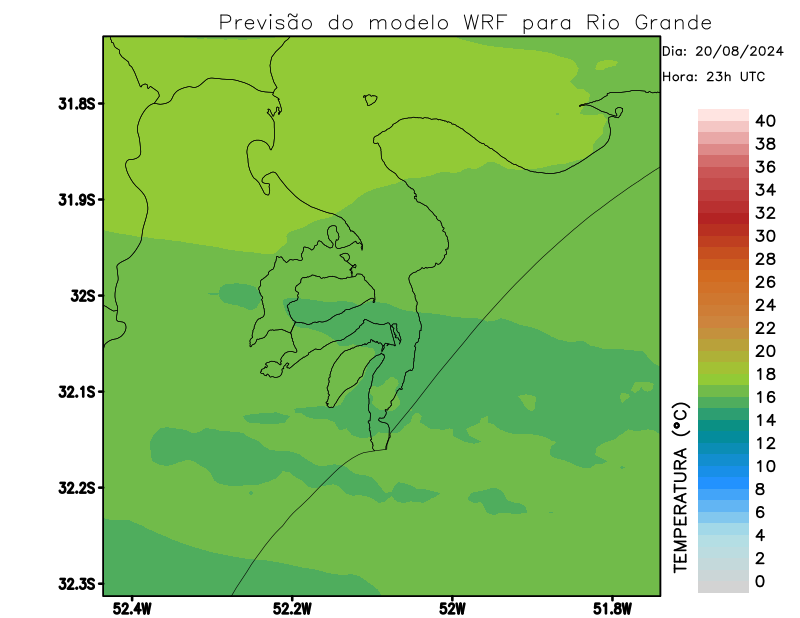 Previsão do modelo WRF para Rio Grande
Dia: 20/08/2024
Hora: 23h UTC
31.8S
31.9S
32S
32.1S
32.2S
32.3S
52.4W
52.2W
52W
51.8W
40
38
36
34
32
30
28
26
24
22
20
18
16
14
12
10
8
6
4
2
0
TEMPERATURA (°C)